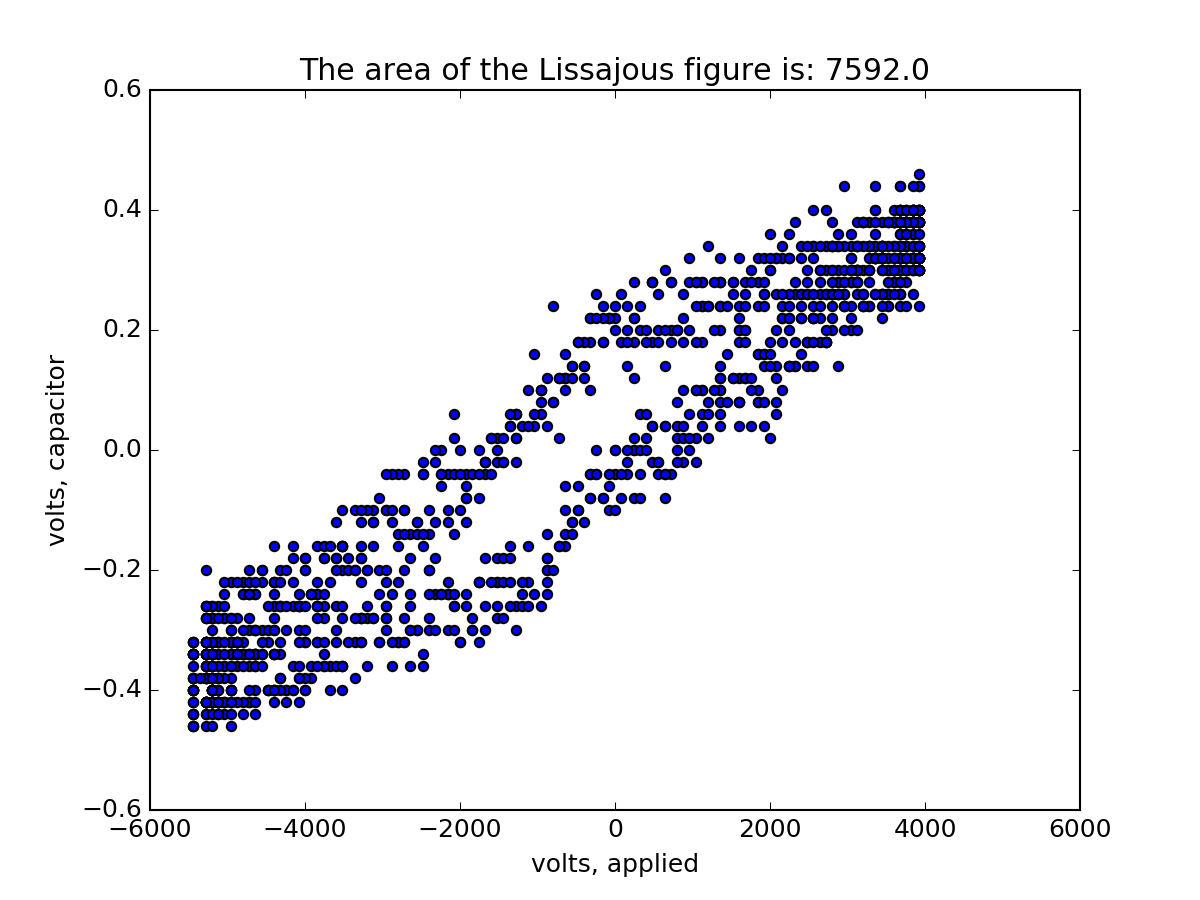 The area of the Lissajous figure is: 7592.0
0.6
0.4
0.2
0.0
−0.2
−0.4
−0.6
volts, capacitor
−6000 −4000 −2000 0 2000 4000 6000
volts, applied